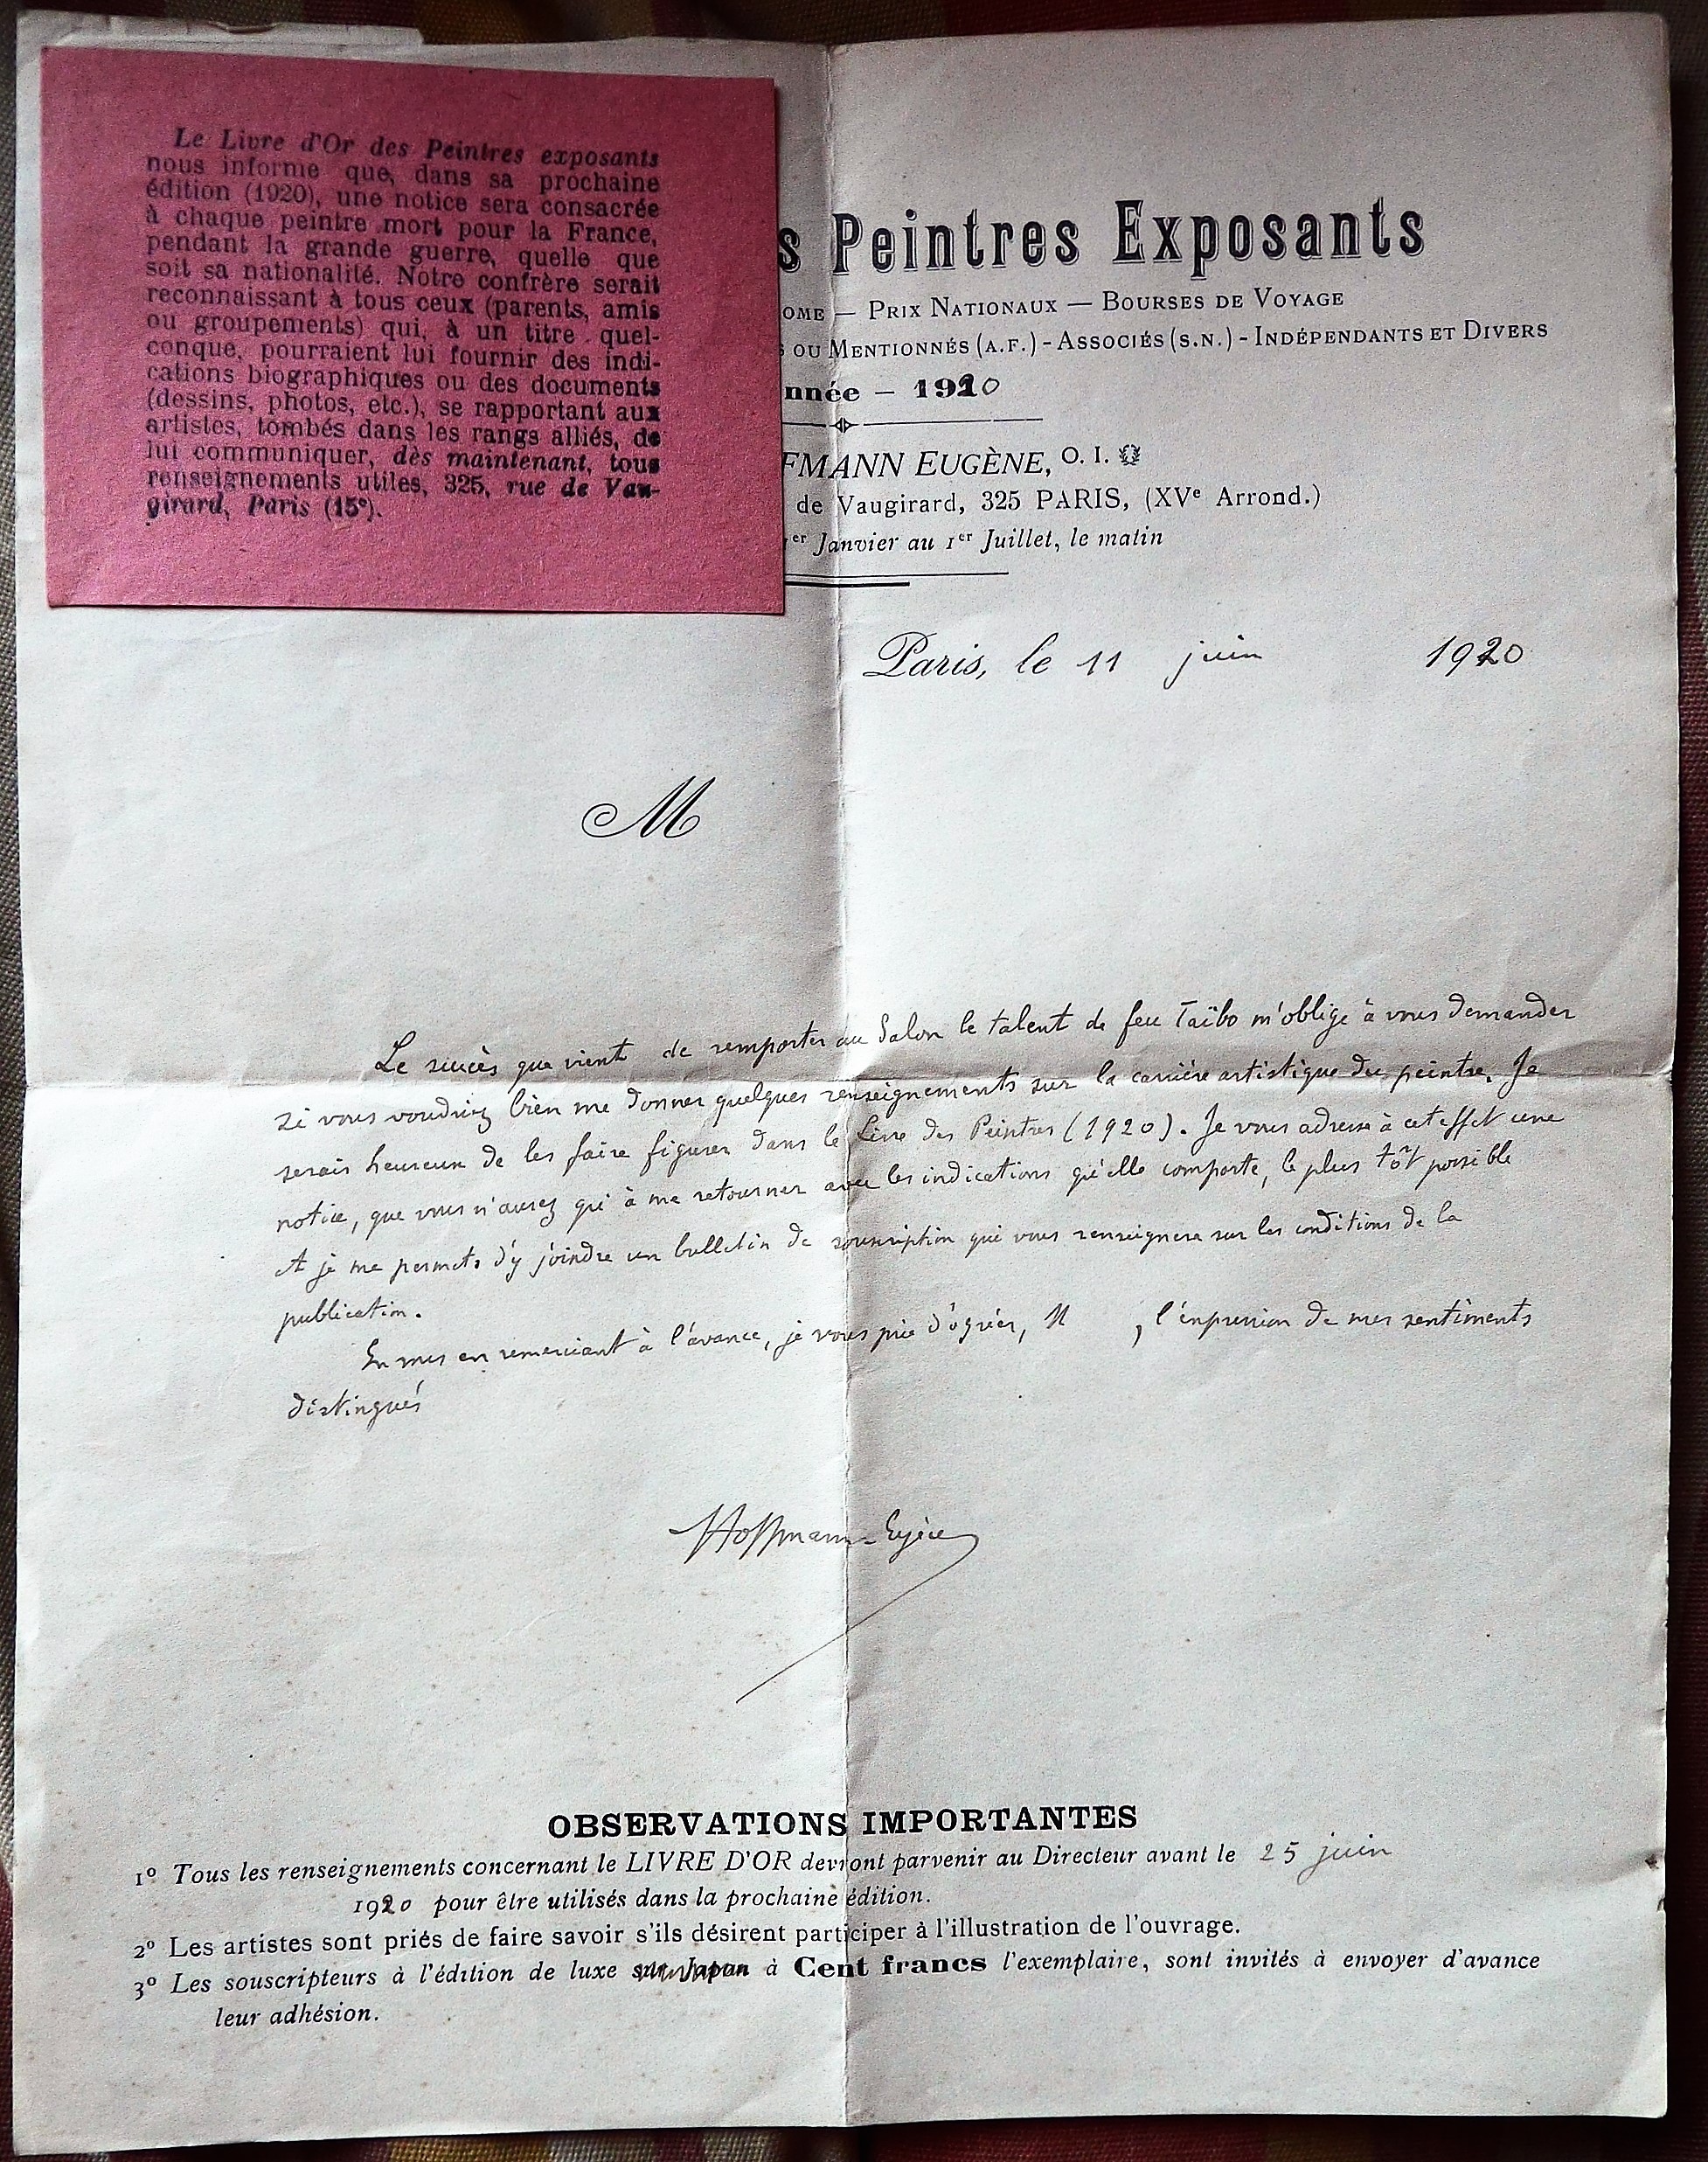 Le Livre d'Or des Peintres exposants
nous informe que, dans sa prochaine
édition (1920), une notice sera consacrée
à chaque peintre mort pour la France,
pendant la grande guerre, quelle que
soit sa nationalité. Notre confrère serait
reconnaissant à tous ceux (parents, amis
ou groupements) qui, à un titre quel-
conque, pourraient lui fournir des indi-
cations biographiques ou des documents
(dessins, photos, etc.), se rapportant aux
artistes, tombés dans les rangs alliés, de
lui communiquer, dès maintenant, tous
renseignements utiles, 325, rue de Vau-
girard, Paris (15e).
s Peintres Exposants
OME — PRIX NATIONAUX — BOURSES DE VOYAGE
S OU MENTIONNÉS (A.F.) - ASSOCIÉS (S.N.) - INDÉPENDANTS ET DIVERS
nnée — 1920
FMANN EUGÈNE, O. I.
de Vaugirard, 325 PARIS, (XVe Arrond.)
1er Janvier au 1er Juillet, le matin
Paris, le 11 juin 1920
M
Le succès que vient de remporter au Salon le talent de feu Taïbo m'oblige à vous demander
si vous voudriez bien me donner quelques renseignements sur la carrière artistique du peintre. Je
serais heureux de les faire figurer dans le Livre des Peintres (1920). Je vous adresse à cet effet une
notice, que vous n'aurez qu'à me retourner avec les indications qu'elle comporte, le plus tôt possible
et je me permets d'y joindre un bulletin de souscription qui vous renseignera sur les conditions de la
publication.
En vous en remerciant à l'avance, je vous prie d'agréer, M , l'expression de mes sentiments
distingués
Hoffmann-Eugène
OBSERVATIONS IMPORTANTES
1o Tous les renseignements concernant le LIVRE D'OR devront parvenir au Directeur avant le 25 juin
1920 pour être utilisés dans la prochaine édition.
2o Les artistes sont priés de faire savoir s'ils désirent participer à l'illustration de l'ouvrage.
3o Les souscripteurs à l'édition de luxe sur Japon à Cent francs l'exemplaire, sont invités à envoyer d'avance
leur adhésion.